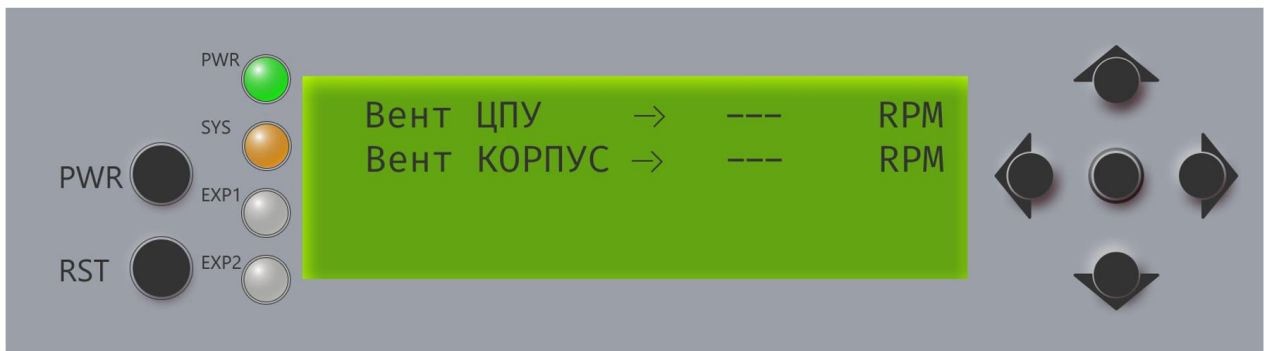 PWR
SYS
EXP1
EXP2
PWR
RST
Вент ЦПУ → --- RPM
Вент КОРПУС → --- RPM